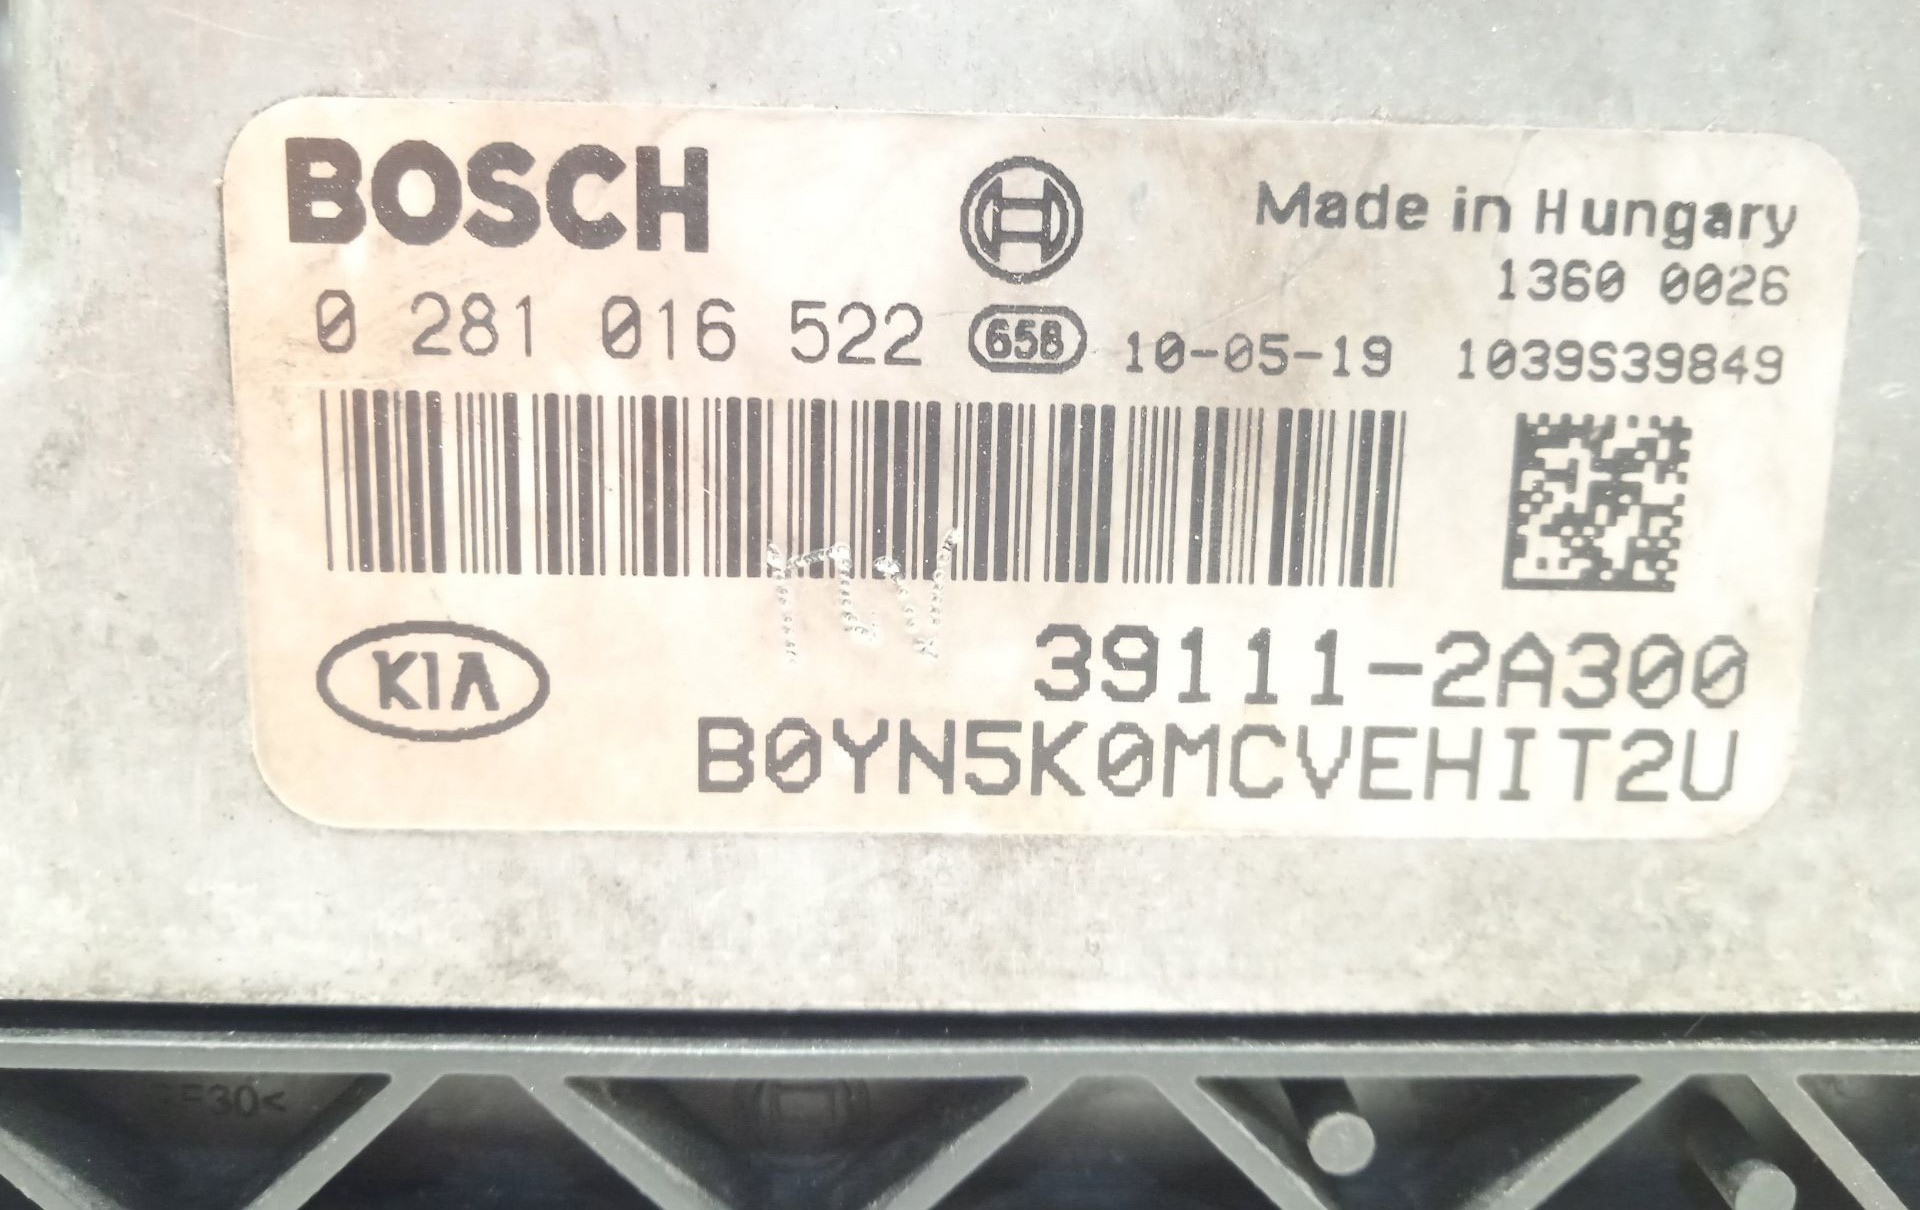 BOSCH
Made in Hungary
1360 0026
0 281 016 522 658 10-05-19 1039S39849
KIA
39111-2A300
B0YN5K0MCVEHIT2U
F30<